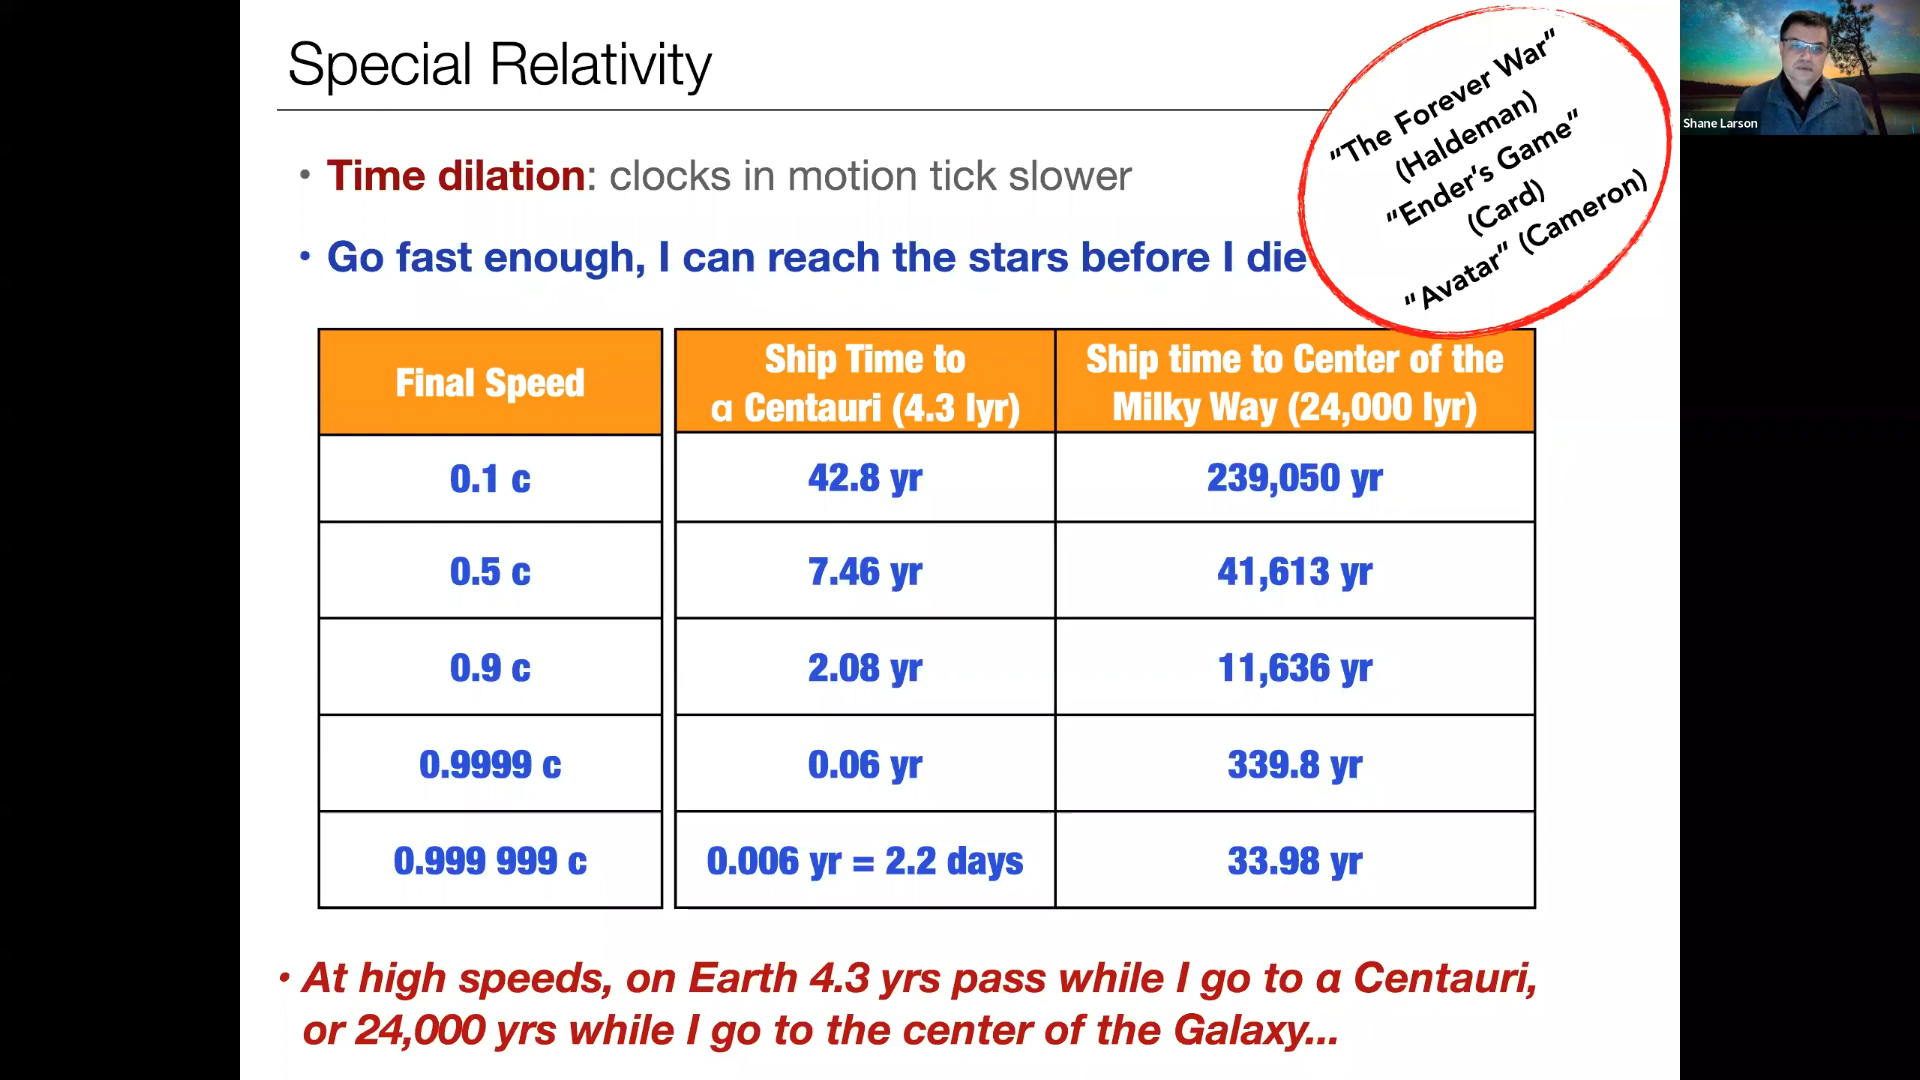 Special Relativity
"The Forever War"
(Haldeman)
"Ender's Game"
(Card)
"Avatar" (Cameron)
Shane Larson
• Time dilation: clocks in motion tick slower
• Go fast enough, I can reach the stars before I die
Final Speed
Ship Time to
α Centauri (4.3 lyr)
Ship time to Center of the
Milky Way (24,000 lyr)
0.1 c
42.8 yr
239,050 yr
0.5 c
7.46 yr
41,613 yr
0.9 c
2.08 yr
11,636 yr
0.9999 c
0.06 yr
339.8 yr
0.999 999 c
0.006 yr = 2.2 days
33.98 yr
• At high speeds, on Earth 4.3 yrs pass while I go to α Centauri,
or 24,000 yrs while I go to the center of the Galaxy...